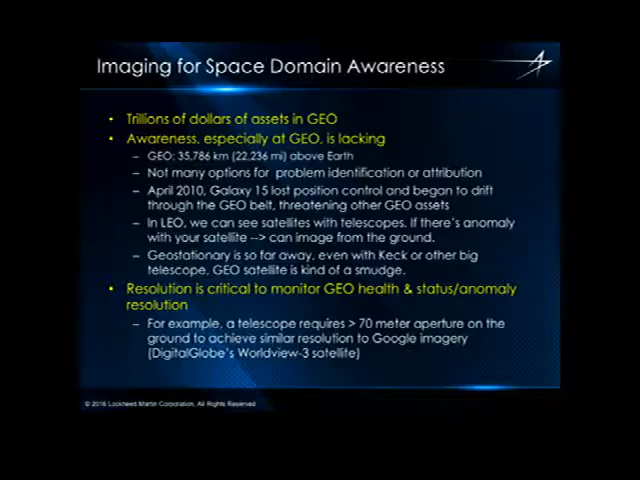 Imaging for Space Domain Awareness
• Trillions of dollars of assets in GEO
• Awareness, especially at GEO, is lacking
– GEO: 35,786 km (22,236 mi) above Earth
– Not many options for problem identification or attribution
– April 2010, Galaxy 15 lost position control and began to drift
through the GEO belt, threatening other GEO assets
– In LEO, we can see satellites with telescopes. If there's anomaly
with your satellite --> can image from the ground.
– Geostationary is so far away, even with Keck or other big
telescope, GEO satellite is kind of a smudge.
• Resolution is critical to monitor GEO health & status/anomaly
resolution
– For example, a telescope requires > 70 meter aperture on the
ground to achieve similar resolution to Google imagery
(DigitalGlobe's Worldview-3 satellite)
© 2016 Lockheed Martin Corporation, All Rights Reserved